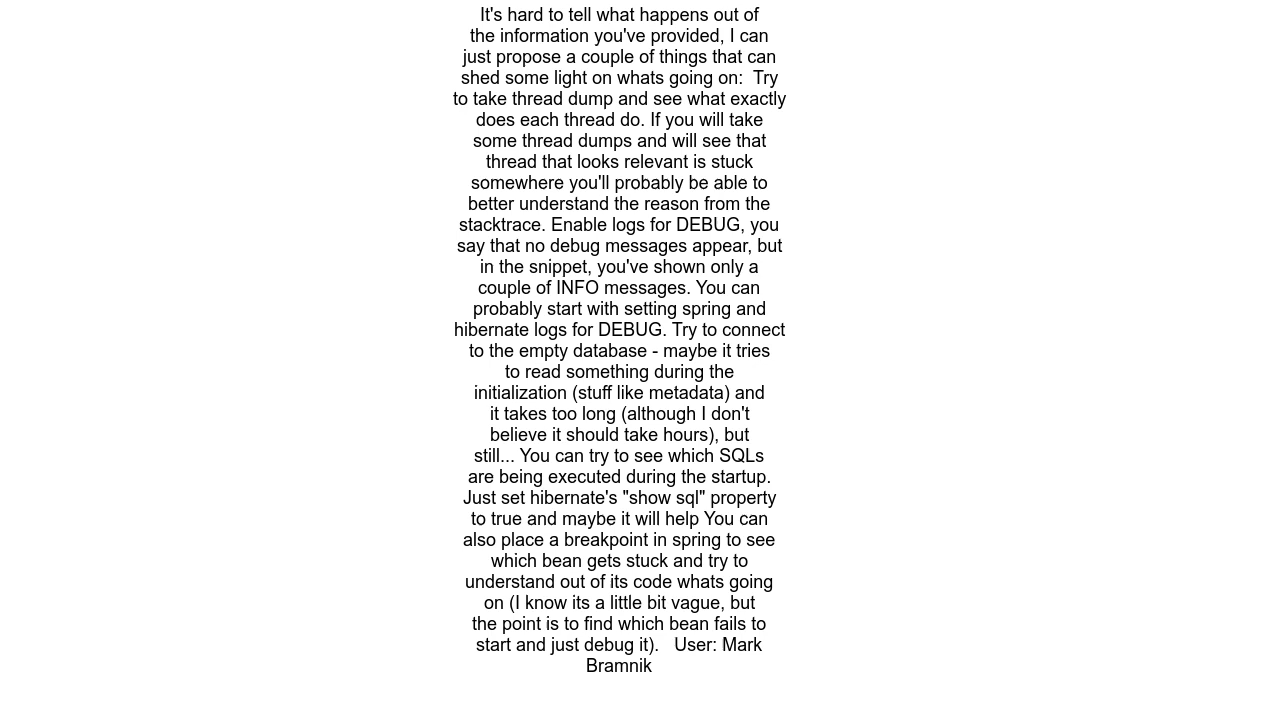 It's hard to tell what happens out of
the information you've provided, I can
just propose a couple of things that can
shed some light on whats going on:  Try
to take thread dump and see what exactly
does each thread do. If you will take
some thread dumps and will see that
thread that looks relevant is stuck
somewhere you'll probably be able to
better understand the reason from the
stacktrace. Enable logs for DEBUG, you
say that no debug messages appear, but
in the snippet, you've shown only a
couple of INFO messages. You can
probably start with setting spring and
hibernate logs for DEBUG. Try to connect
to the empty database - maybe it tries
to read something during the
initialization (stuff like metadata) and
it takes too long (although I don't
believe it should take hours), but
still... You can try to see which SQLs
are being executed during the startup.
Just set hibernate's "show sql" property
to true and maybe it will help You can
also place a breakpoint in spring to see
which bean gets stuck and try to
understand out of its code whats going
on (I know its a little bit vague, but
the point is to find which bean fails to
start and just debug it).   User: Mark
Bramnik